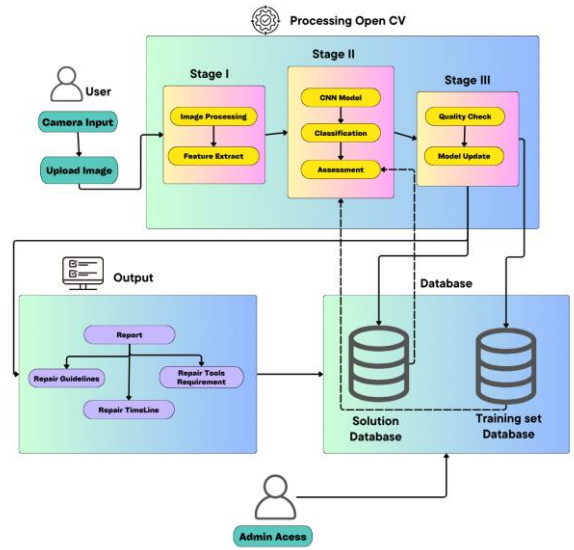 Processing Open CV
User
Camera Input
Upload Image
Stage I
Image Processing
Feature Extract
Stage II
CNN Model
Classification
Assessment
Stage III
Quality Check
Model Update
Output
Report
Repair Guidelines
Repair Tools
Requirement
Repair TimeLine
Database
Solution
Database
Training set
Database
Admin Acess